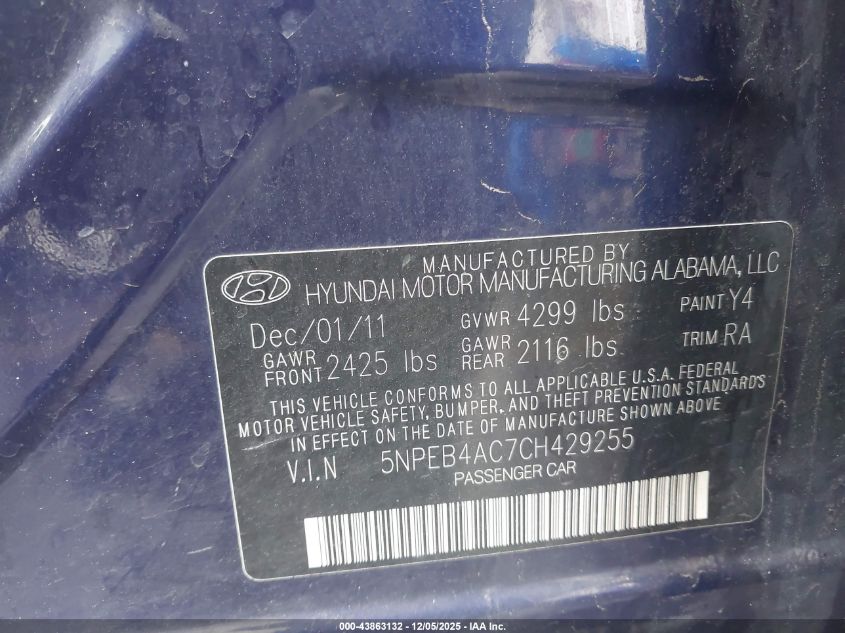 MANUFACTURED BY
HYUNDAI MOTOR MANUFACTURING ALABAMA, LLC
Dec/01/11 GVWR 4299 lbs PAINT Y4
GAWR FRONT 2425 lbs GAWR REAR 2116 lbs TRIM RA
THIS VEHICLE CONFORMS TO ALL APPLICABLE U.S.A. FEDERAL
MOTOR VEHICLE SAFETY, BUMPER, AND THEFT PREVENTION STANDARDS
IN EFFECT ON THE DATE OF MANUFACTURE SHOWN ABOVE
V.I.N 5NPEB4AC7CH429255
PASSENGER CAR
000-43863132 - 12/05/2025 - IAA Inc.